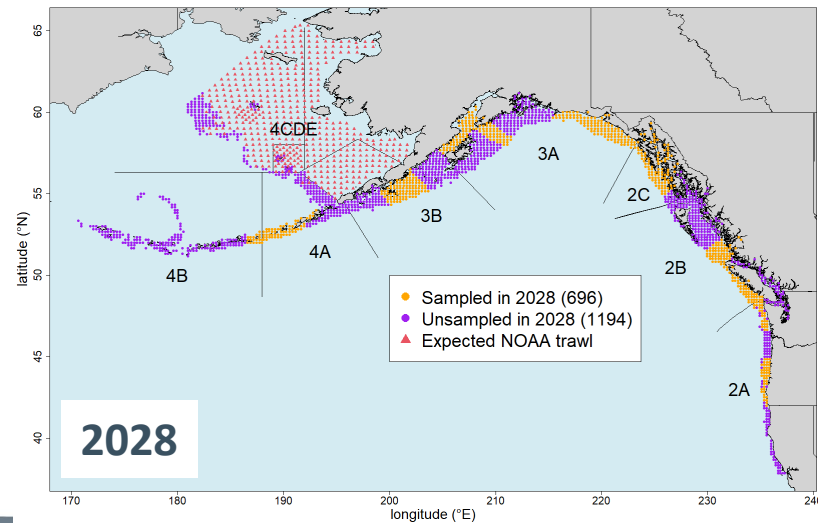 65
60
55
50
45
40
latitude (°N)
4CDE
3A
2C
3B
4A
4B
2B
2A
Sampled in 2028 (696)
Unsampled in 2028 (1194)
Expected NOAA trawl
2028
170
180
190
200
210
220
230
240
longitude (°E)